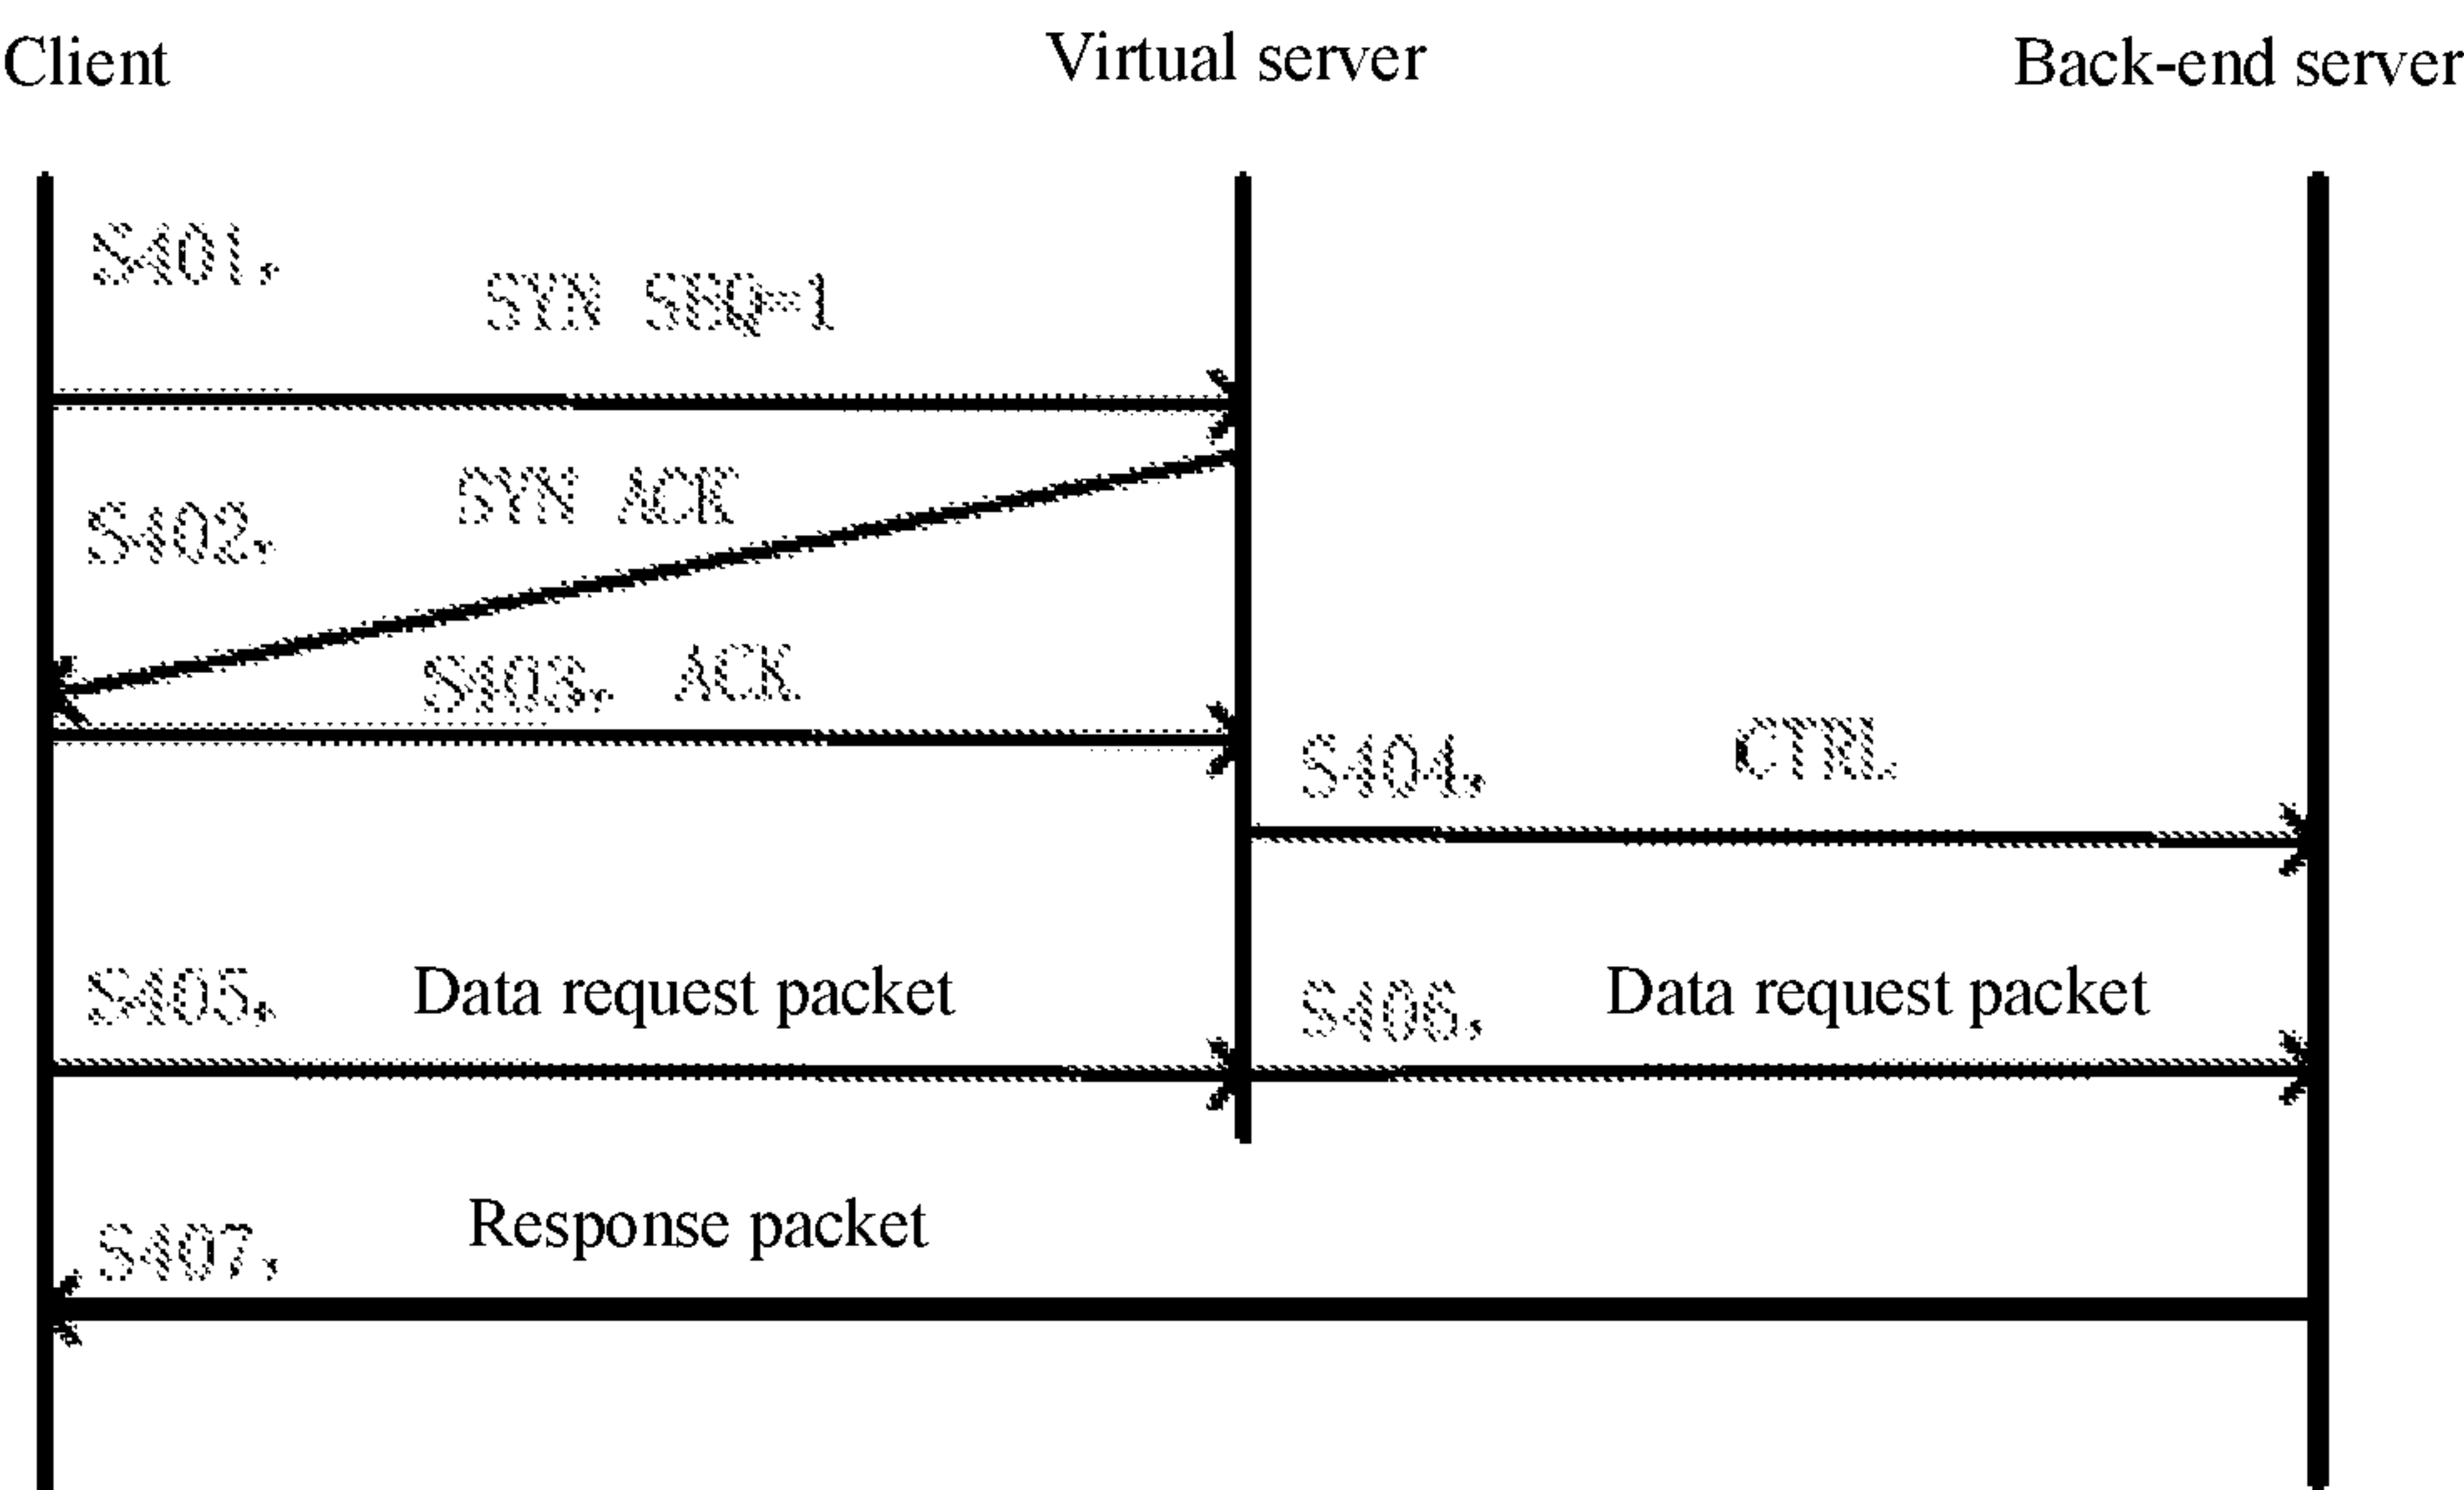 Client
Virtual server
Back-end server
S401,
SYN SEQ=1
SYN ACK
S402,
S403, ACK
S404, CTRL
S405, Data request packet
S406, Data request packet
S407, Response packet